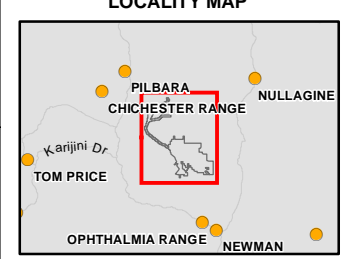 LOCALITY MAP
PILBARA
CHICHESTER RANGE
NULLAGINE
Karijini Dr
TOM PRICE
OPHTHALMIA RANGE
NEWMAN